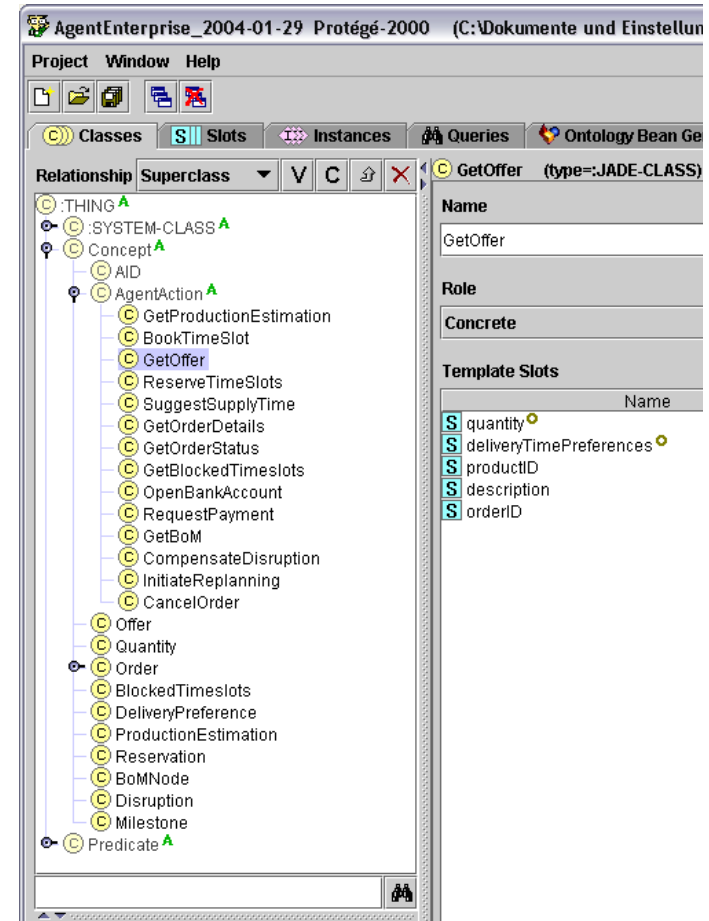 AgentEnterprise_2004-01-29 Protégé-2000 (C:\Dokumente und Einstellun
Project Window Help
C Classes S Slots I Instances Queries Ontology Bean Ge
Relationship Superclass V C
C :THING A
C :SYSTEM-CLASS A
C Concept A
C AID
C AgentAction A
C GetProductionEstimation
C BookTimeSlot
C GetOffer
C ReserveTimeSlots
C SuggestSupplyTime
C GetOrderDetails
C GetOrderStatus
C GetBlockedTimeslots
C OpenBankAccount
C RequestPayment
C GetBoM
C CompensateDisruption
C InitiateReplanning
C CancelOrder
C Offer
C Quantity
C Order
C BlockedTimeslots
C DeliveryPreference
C ProductionEstimation
C Reservation
C BoMNode
C Disruption
C Milestone
C Predicate A
C GetOffer (type=:JADE-CLASS)
Name
GetOffer
Role
Concrete
Template Slots
Name
S quantity
S deliveryTimePreferences
S productID
S description
S orderID